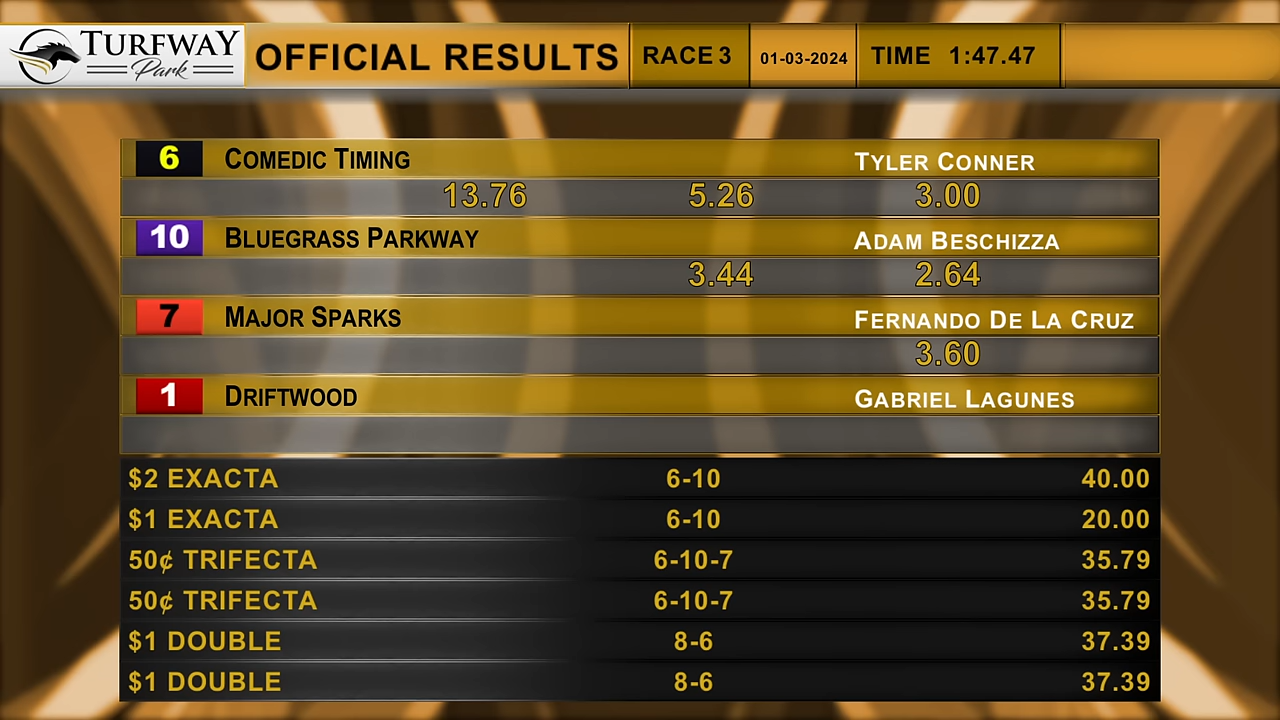 TURFWAY Park OFFICIAL RESULTS RACE 3 01-03-2024 TIME 1:47.47
6 COMEDIC TIMING TYLER CONNER
13.76 5.26 3.00
10 BLUEGRASS PARKWAY ADAM BESCHIZZA
3.44 2.64
7 MAJOR SPARKS FERNANDO DE LA CRUZ
3.60
1 DRIFTWOOD GABRIEL LAGUNES
$2 EXACTA 6-10 40.00
$1 EXACTA 6-10 20.00
50¢ TRIFECTA 6-10-7 35.79
50¢ TRIFECTA 6-10-7 35.79
$1 DOUBLE 8-6 37.39
$1 DOUBLE 8-6 37.39